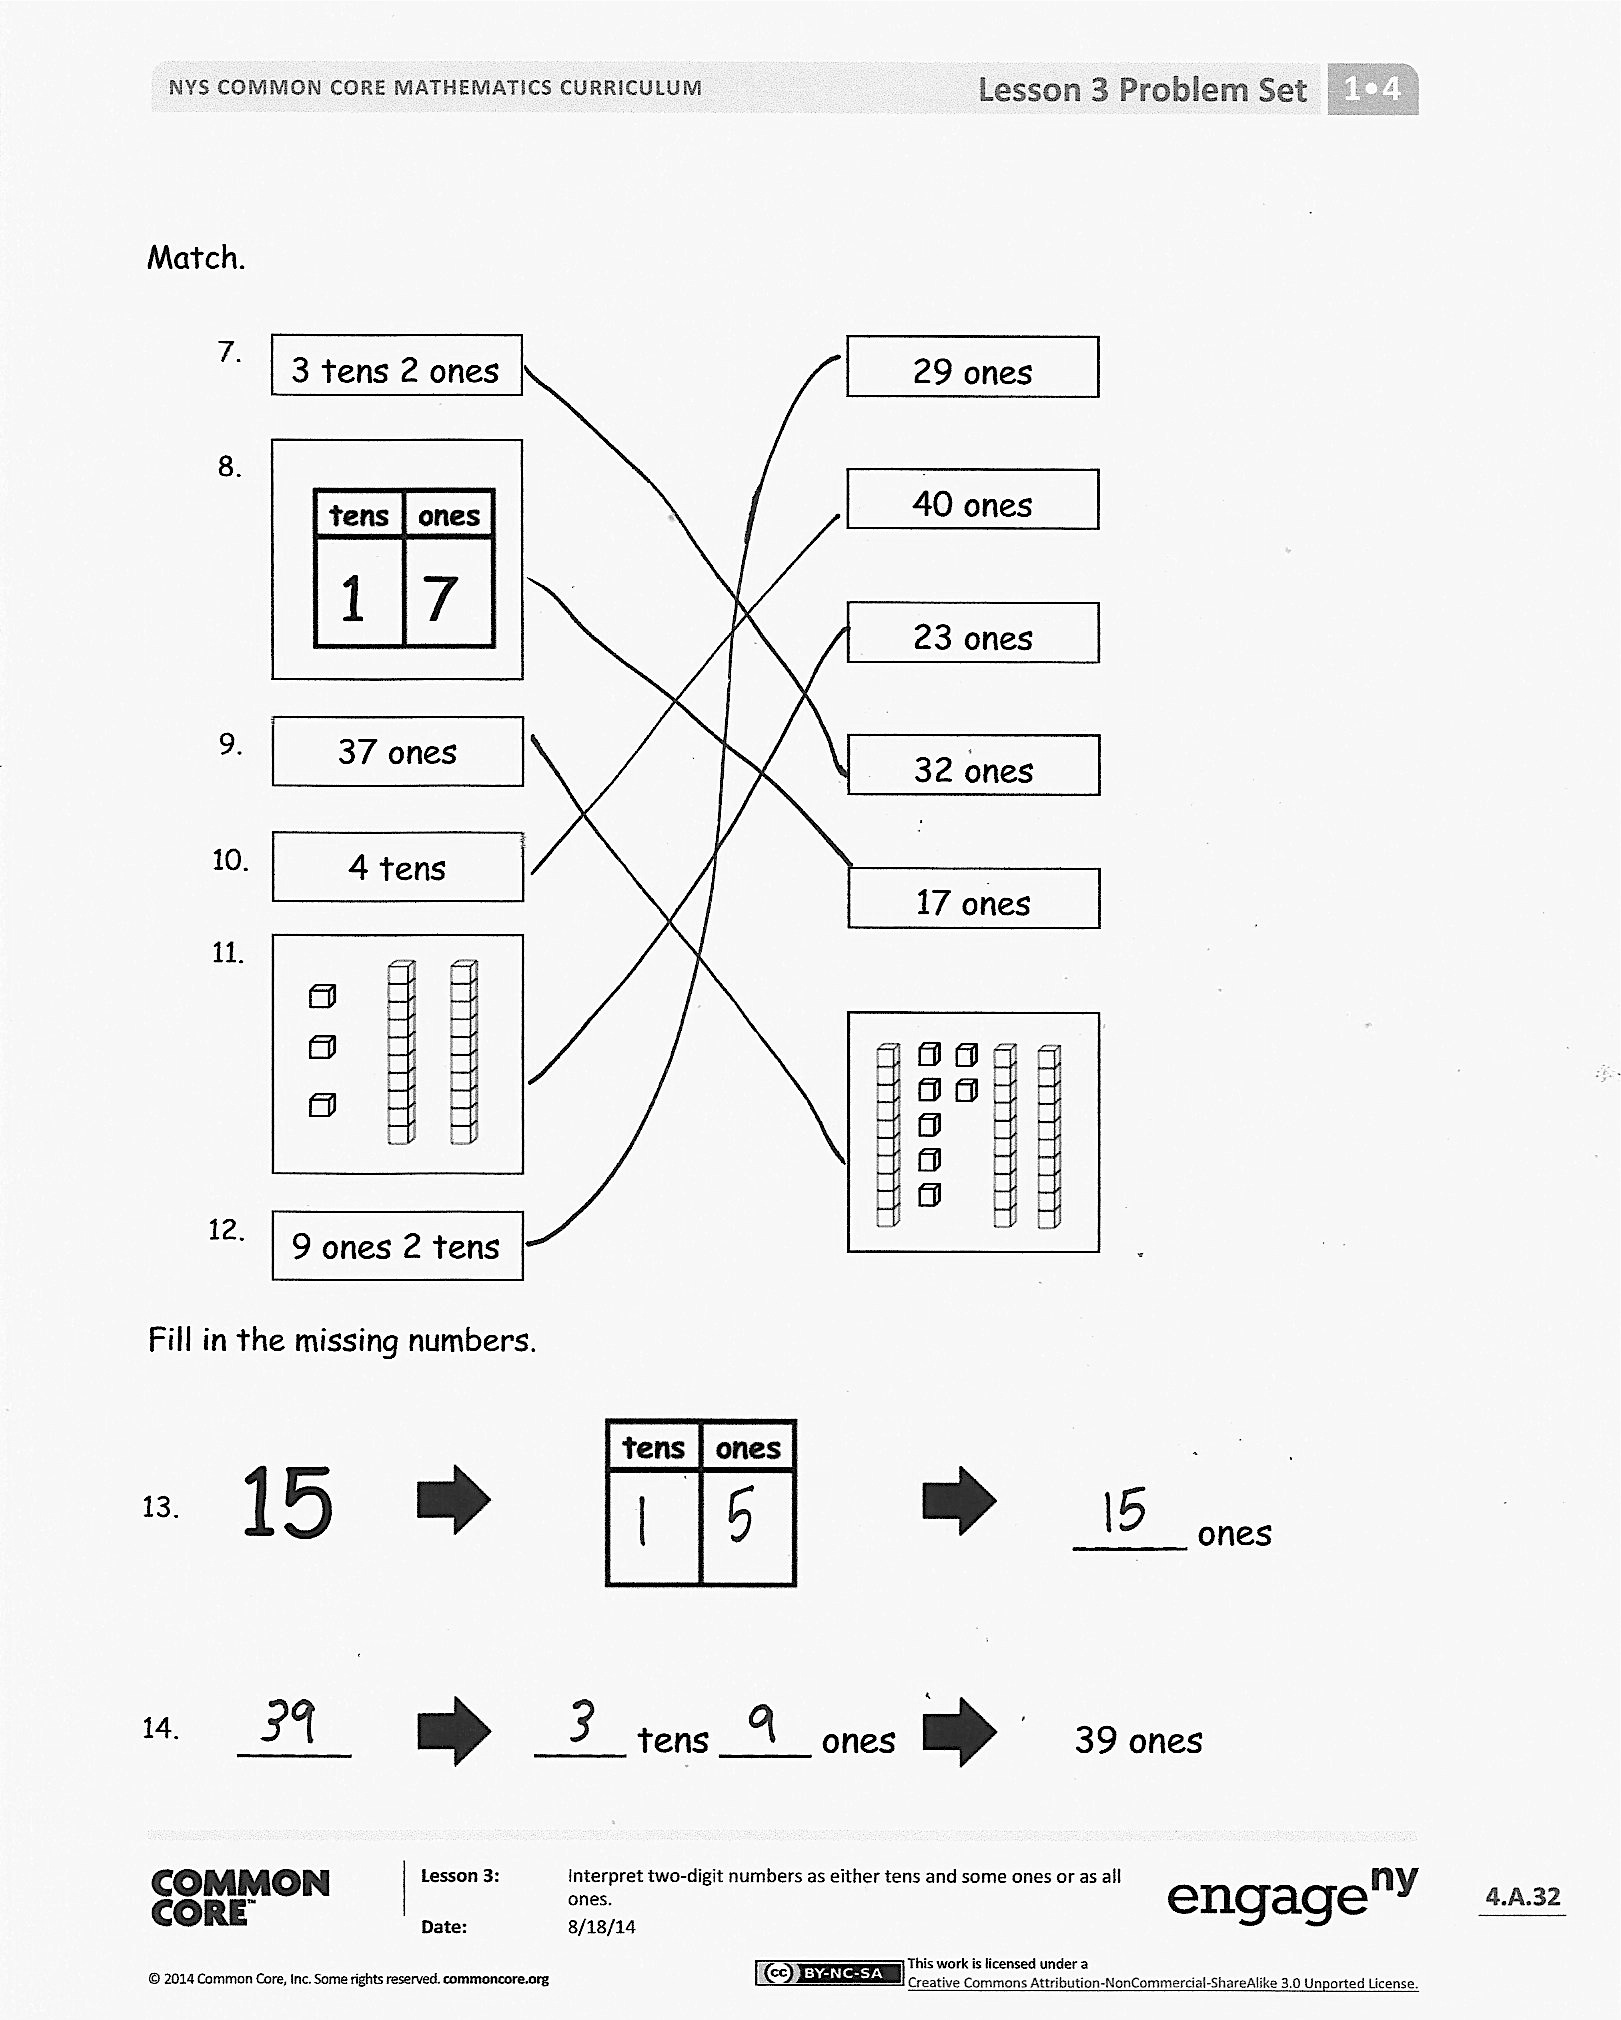 NYS COMMON CORE MATHEMATICS CURRICULUM
Lesson 3 Problem Set
1•4
Match.
7.
3 tens 2 ones
29 ones
8.
tens ones
1 7
40 ones
23 ones
9.
37 ones
32 ones
10.
4 tens
17 ones
11.
12.
9 ones 2 tens
Fill in the missing numbers.
13.
15
tens ones
1 5
15 ones
14.
39
3 tens 9 ones
39 ones
COMMON
CORE™
Lesson 3:
Interpret two-digit numbers as either tens and some ones or as all
ones.
Date:
8/18/14
engageny
4.A.32
© 2014 Common Core, Inc. Some rights reserved. commoncore.org
cc BY-NC-SA
This work is licensed under a
Creative Commons Attribution-NonCommercial-ShareAlike 3.0 Unported License.